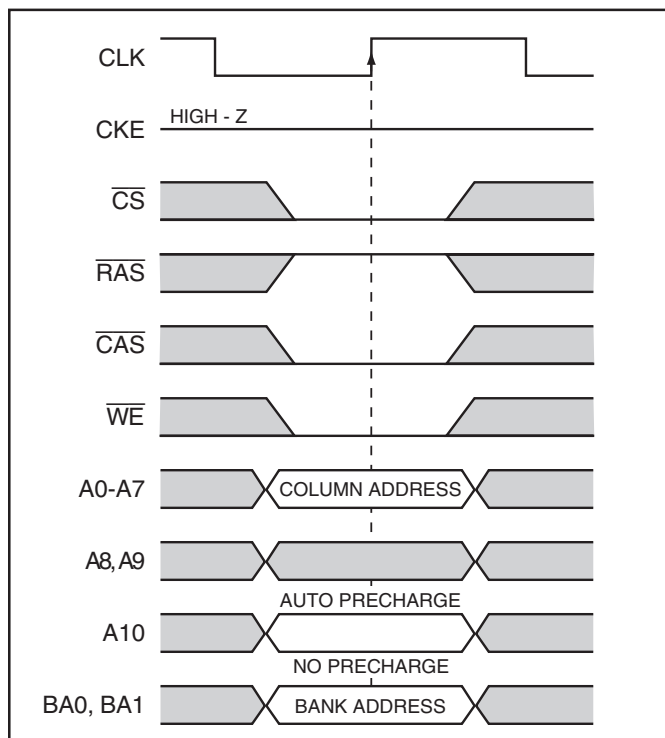 CLK
CKE HIGH - Z
CS
RAS
CAS
WE
A0-A7 COLUMN ADDRESS
A8, A9
AUTO PRECHARGE
A10
NO PRECHARGE
BA0, BA1 BANK ADDRESS